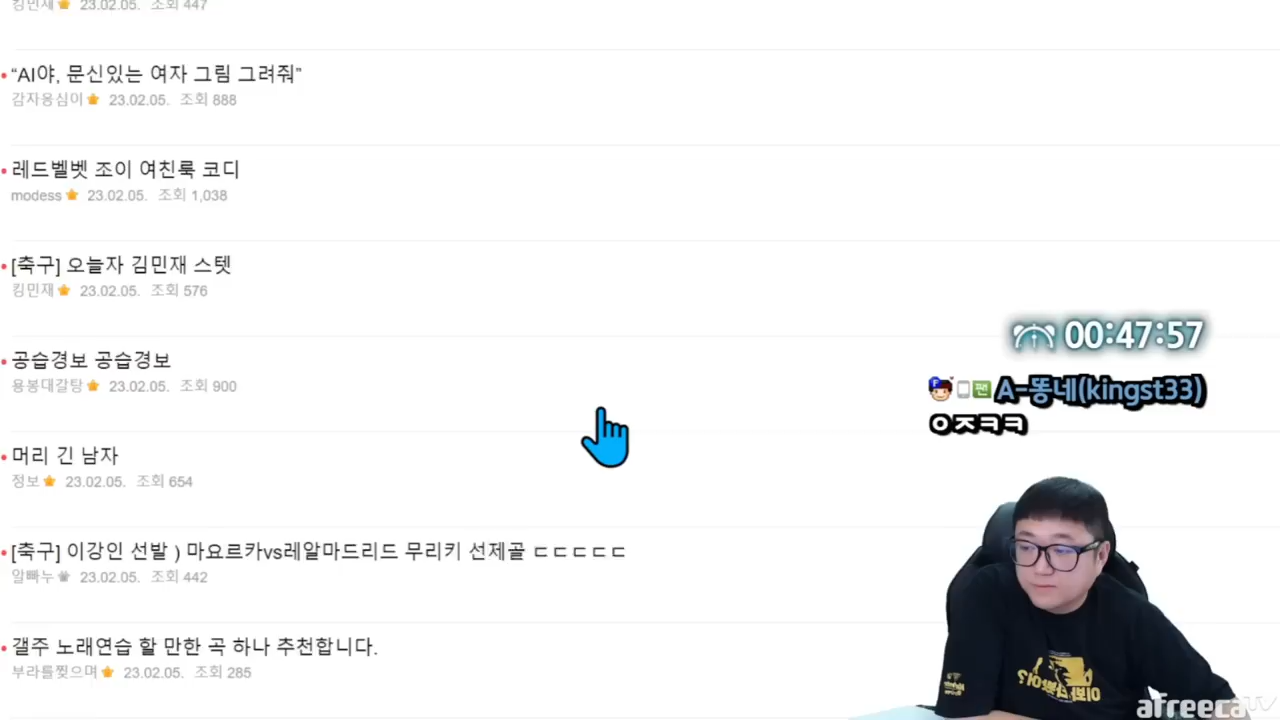 킹민재 23.02.05. 조회 447
“AI야, 문신있는 여자 그림 그려줘”
감자옹심이 23.02.05. 조회 888
레드벨벳 조이 여친룩 코디
modess 23.02.05. 조회 1,038
[축구] 오늘자 김민재 스텟
킹민재 23.02.05. 조회 576
00:47:57
공습경보 공습경보
용봉대갈탕 23.02.05. 조회 900
F 팬 A-똥네(kingst33)
ㅇㅈㅋㅋ
머리 긴 남자
정보 23.02.05. 조회 654
[축구] 이강인 선발 ) 마요르카vs레알마드리드 무리키 선제골 ㄷㄷㄷㄷㄷ
알빠누 23.02.05. 조회 442
갤주 노래연습 할 만한 곡 하나 추천합니다.
부라를찢으며 23.02.05. 조회 285
afreecaTV